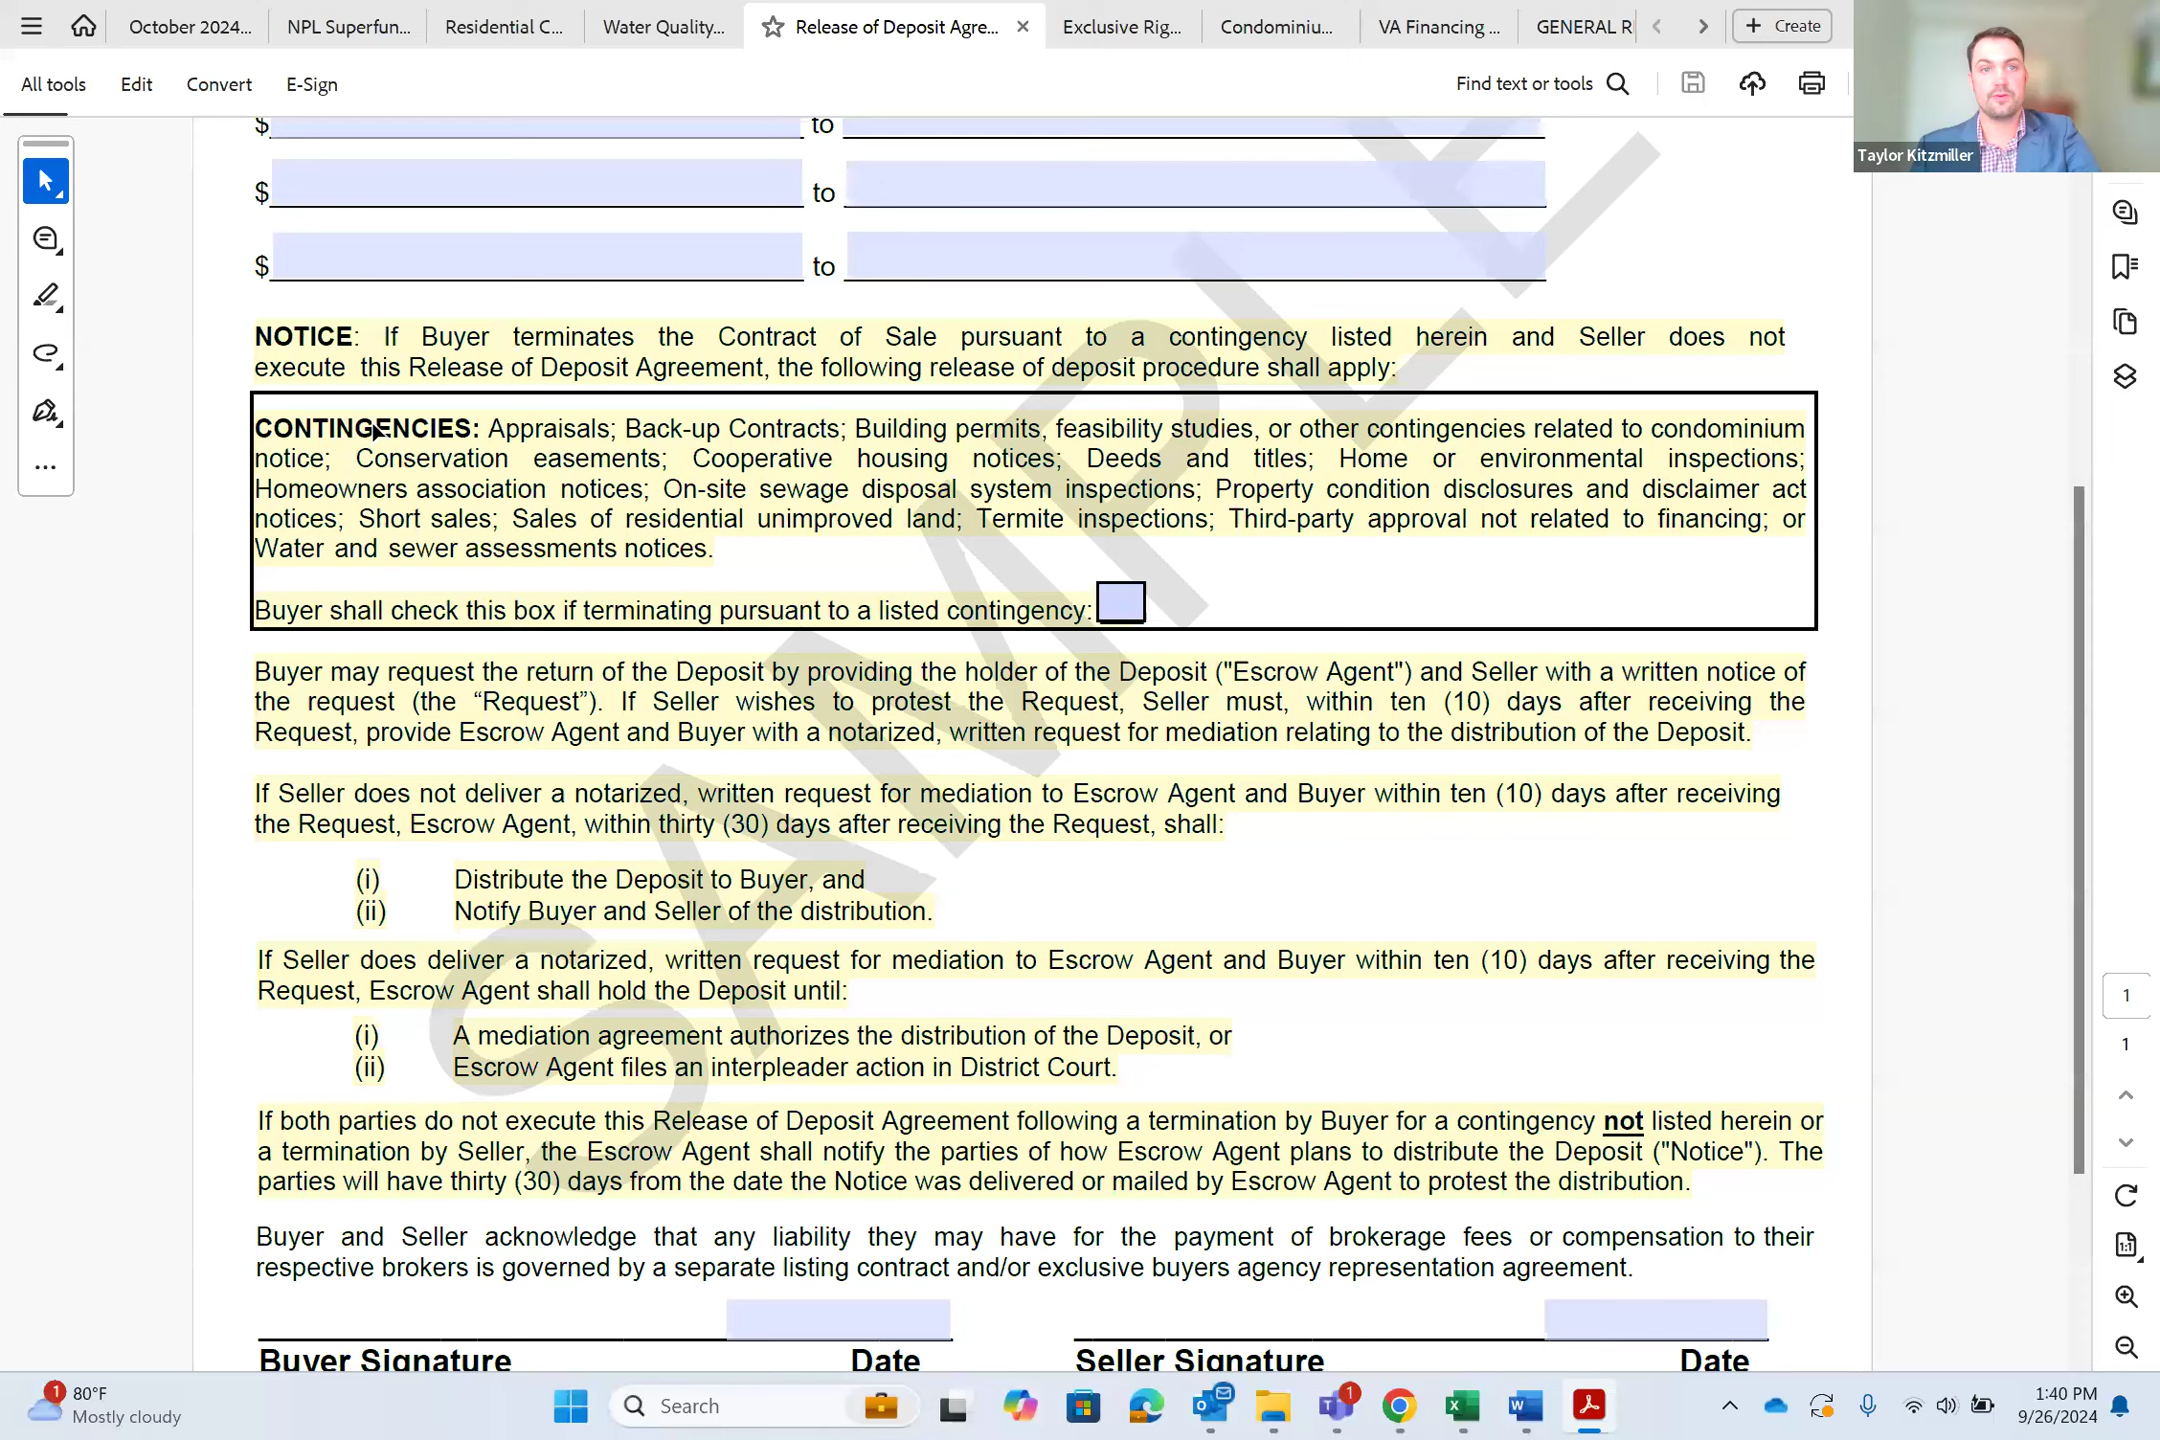 October 2024...
NPL Superfun...
Residential C...
Water Quality...
Release of Deposit Agre...
Exclusive Rig...
Condominiu...
VA Financing ...
GENERAL R
Create
All tools
Edit
Convert
E-Sign
Find text or tools
Taylor Kitzmiller
$ to
$ to
$ to
NOTICE: If Buyer terminates the Contract of Sale pursuant to a contingency listed herein and Seller does not
execute this Release of Deposit Agreement, the following release of deposit procedure shall apply:
CONTINGENCIES: Appraisals; Back-up Contracts; Building permits, feasibility studies, or other contingencies related to condominium
notice; Conservation easements; Cooperative housing notices; Deeds and titles; Home or environmental inspections;
Homeowners association notices; On-site sewage disposal system inspections; Property condition disclosures and disclaimer act
notices; Short sales; Sales of residential unimproved land; Termite inspections; Third-party approval not related to financing; or
Water and sewer assessments notices.
Buyer shall check this box if terminating pursuant to a listed contingency:
Buyer may request the return of the Deposit by providing the holder of the Deposit ("Escrow Agent") and Seller with a written notice of
the request (the “Request”). If Seller wishes to protest the Request, Seller must, within ten (10) days after receiving the
Request, provide Escrow Agent and Buyer with a notarized, written request for mediation relating to the distribution of the Deposit.
If Seller does not deliver a notarized, written request for mediation to Escrow Agent and Buyer within ten (10) days after receiving
the Request, Escrow Agent, within thirty (30) days after receiving the Request, shall:
(i) Distribute the Deposit to Buyer, and
(ii) Notify Buyer and Seller of the distribution.
If Seller does deliver a notarized, written request for mediation to Escrow Agent and Buyer within ten (10) days after receiving the
Request, Escrow Agent shall hold the Deposit until:
(i) A mediation agreement authorizes the distribution of the Deposit, or
(ii) Escrow Agent files an interpleader action in District Court.
If both parties do not execute this Release of Deposit Agreement following a termination by Buyer for a contingency not listed herein or
a termination by Seller, the Escrow Agent shall notify the parties of how Escrow Agent plans to distribute the Deposit ("Notice"). The
parties will have thirty (30) days from the date the Notice was delivered or mailed by Escrow Agent to protest the distribution.
Buyer and Seller acknowledge that any liability they may have for the payment of brokerage fees or compensation to their
respective brokers is governed by a separate listing contract and/or exclusive buyers agency representation agreement.
Buyer Signature Date Seller Signature Date
SAMPLE
1
1
1:1
1
80°F
Mostly cloudy
Search
1
1:40 PM
9/26/2024